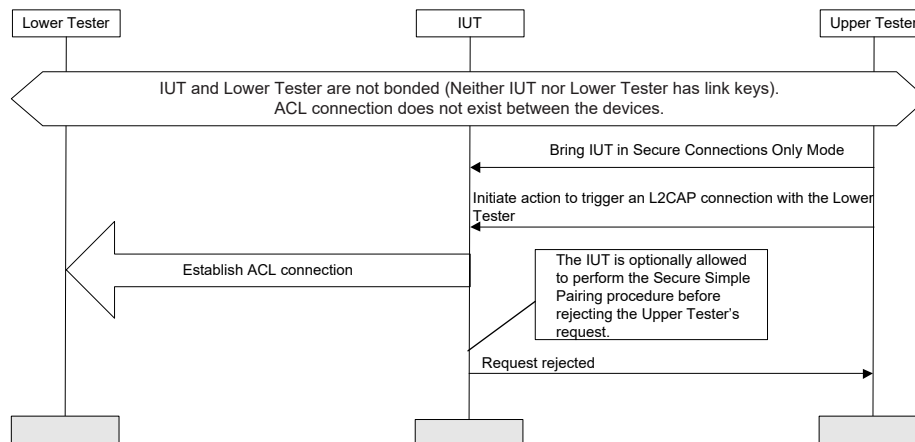 Lower Tester
IUT
Upper Tester
IUT and Lower Tester are not bonded (Neither IUT nor Lower Tester has link keys).
ACL connection does not exist between the devices.
Bring IUT in Secure Connections Only Mode
Initiate action to trigger an L2CAP connection with the Lower
Tester
Establish ACL connection
The IUT is optionally allowed
to perform the Secure Simple
Pairing procedure before
rejecting the Upper Tester's
request.
Request rejected